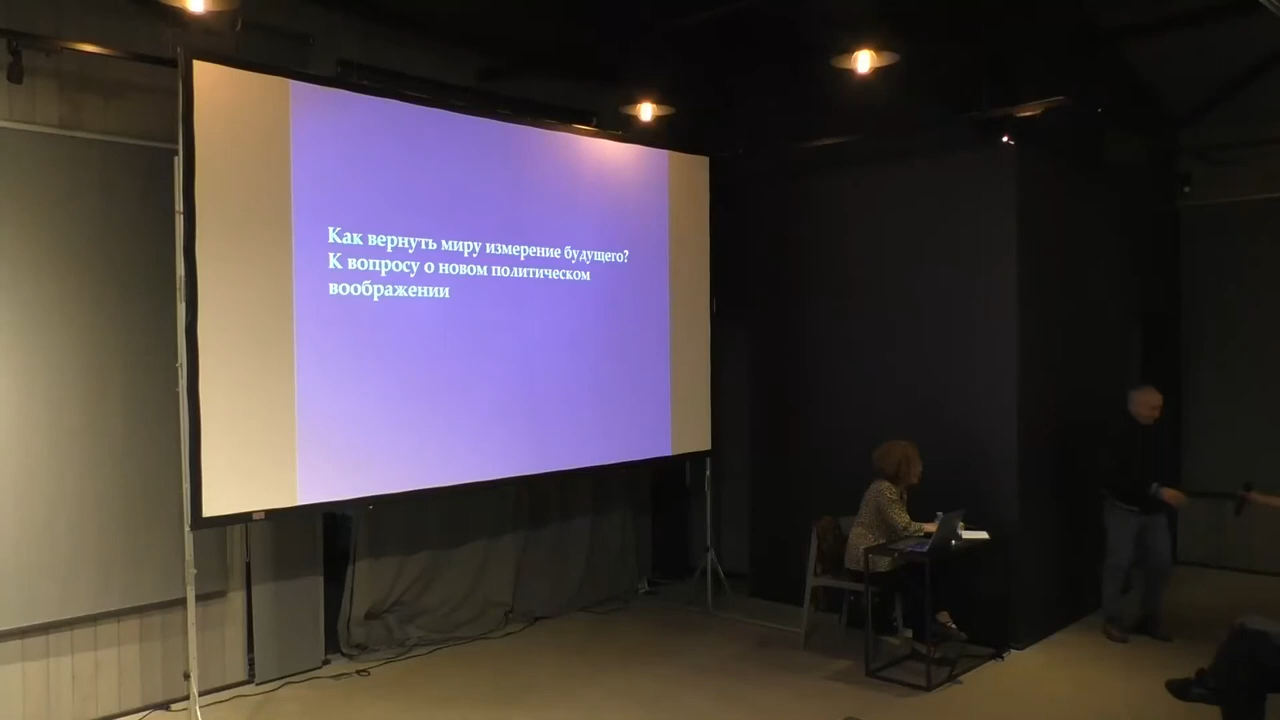 Как вернуть миру измерение будущего?
К вопросу о новом политическом
воображении